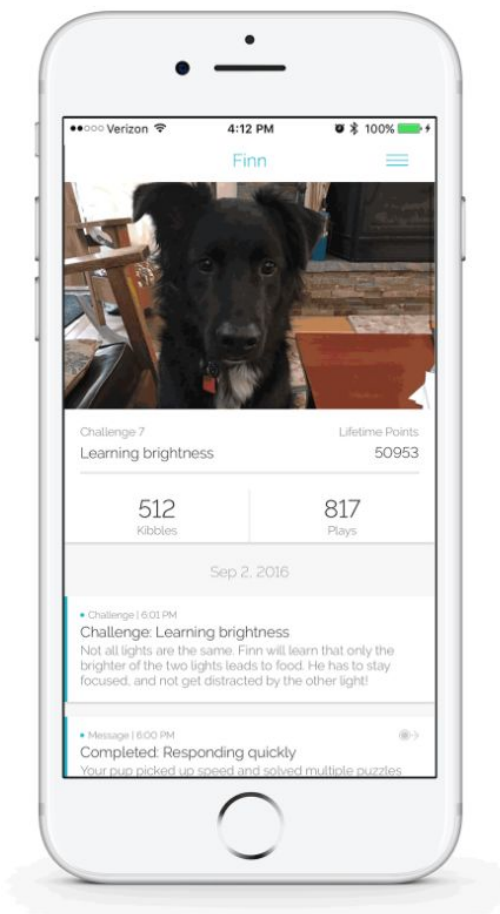 Verizon 4:12 PM 100%
Finn
Challenge 7 Lifetime Points
Learning brightness 50953
512 817
Kibbles Plays
Sep 2, 2016
Challenge | 6:01 PM
Challenge: Learning brightness
Not all lights are the same. Finn will learn that only the
brighter of the two lights leads to food. He has to stay
focused, and not get distracted by the other light!
Message | 6:00 PM
Completed: Responding quickly
Your pup picked up speed and solved multiple puzzles